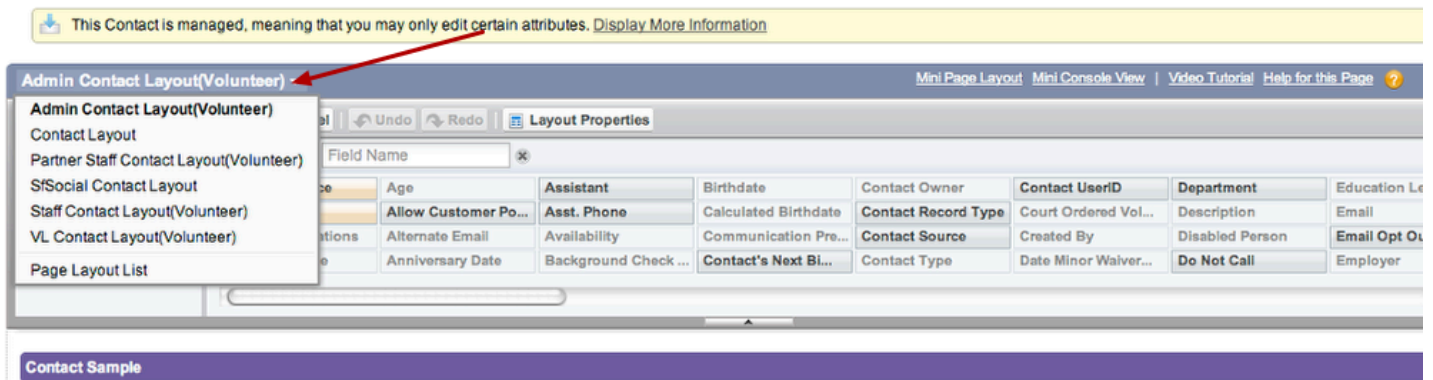 This Contact is managed, meaning that you may only edit certain attributes. Display More Information
Admin Contact Layout(Volunteer)
Mini Page Layout Mini Console View | Video Tutorial Help for this Page ?
Admin Contact Layout(Volunteer)
Contact Layout
Partner Staff Contact Layout(Volunteer)
SfSocial Contact Layout
Staff Contact Layout(Volunteer)
VL Contact Layout(Volunteer)
Page Layout List
Undo Redo Layout Properties
Field Name
Age Assistant Birthdate Contact Owner Contact UserID Department Education Le
Allow Customer Po... Asst. Phone Calculated Birthdate Contact Record Type Court Ordered Vol... Description Email
Alternate Email Availability Communication Pre... Contact Source Created By Disabled Person Email Opt Ou
Anniversary Date Background Check ... Contact's Next Bi... Contact Type Date Minor Waiver... Do Not Call Employer
Contact Sample